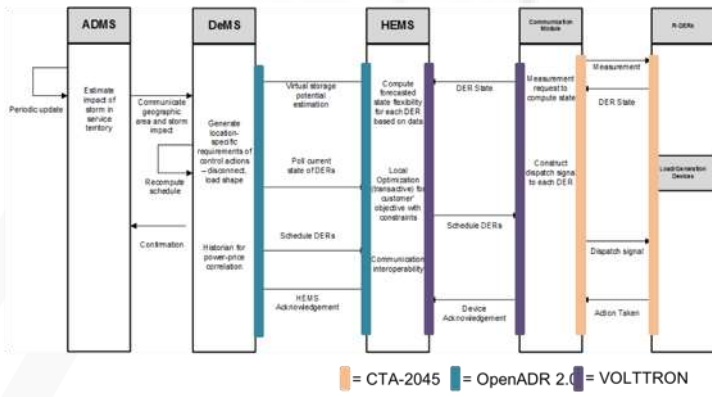 ADMS
DeMS
HEMS
Communication
Module
R-DERs
Periodic update
Estimate
impact of
storm in
service
territory
Communicate
geographic
area and storm
impact
Generate
location-
specific
requirements of
control actions
– disconnect,
load shape
Recompute
schedule
Confirmation
Historian for
power-price
correlation
Virtual storage
potential
estimation
Poll current
state of DERs
Schedule DERs
HEMS
Acknowledgement
Compute
forecasted
state flexibility
for each DER
based on data
Local
Optimization
(transactive) for
customer'
objective with
constraints
Communication
interoperability
DER State
Schedule DERs
Device
Acknowledgement
Measurement
request to
compute state
Construct
dispatch signal
to each DER
Measurement
DER State
Dispatch signal
Action Taken
Load/Generation
Devices
= CTA-2045
= OpenADR 2.0
= VOLTTRON